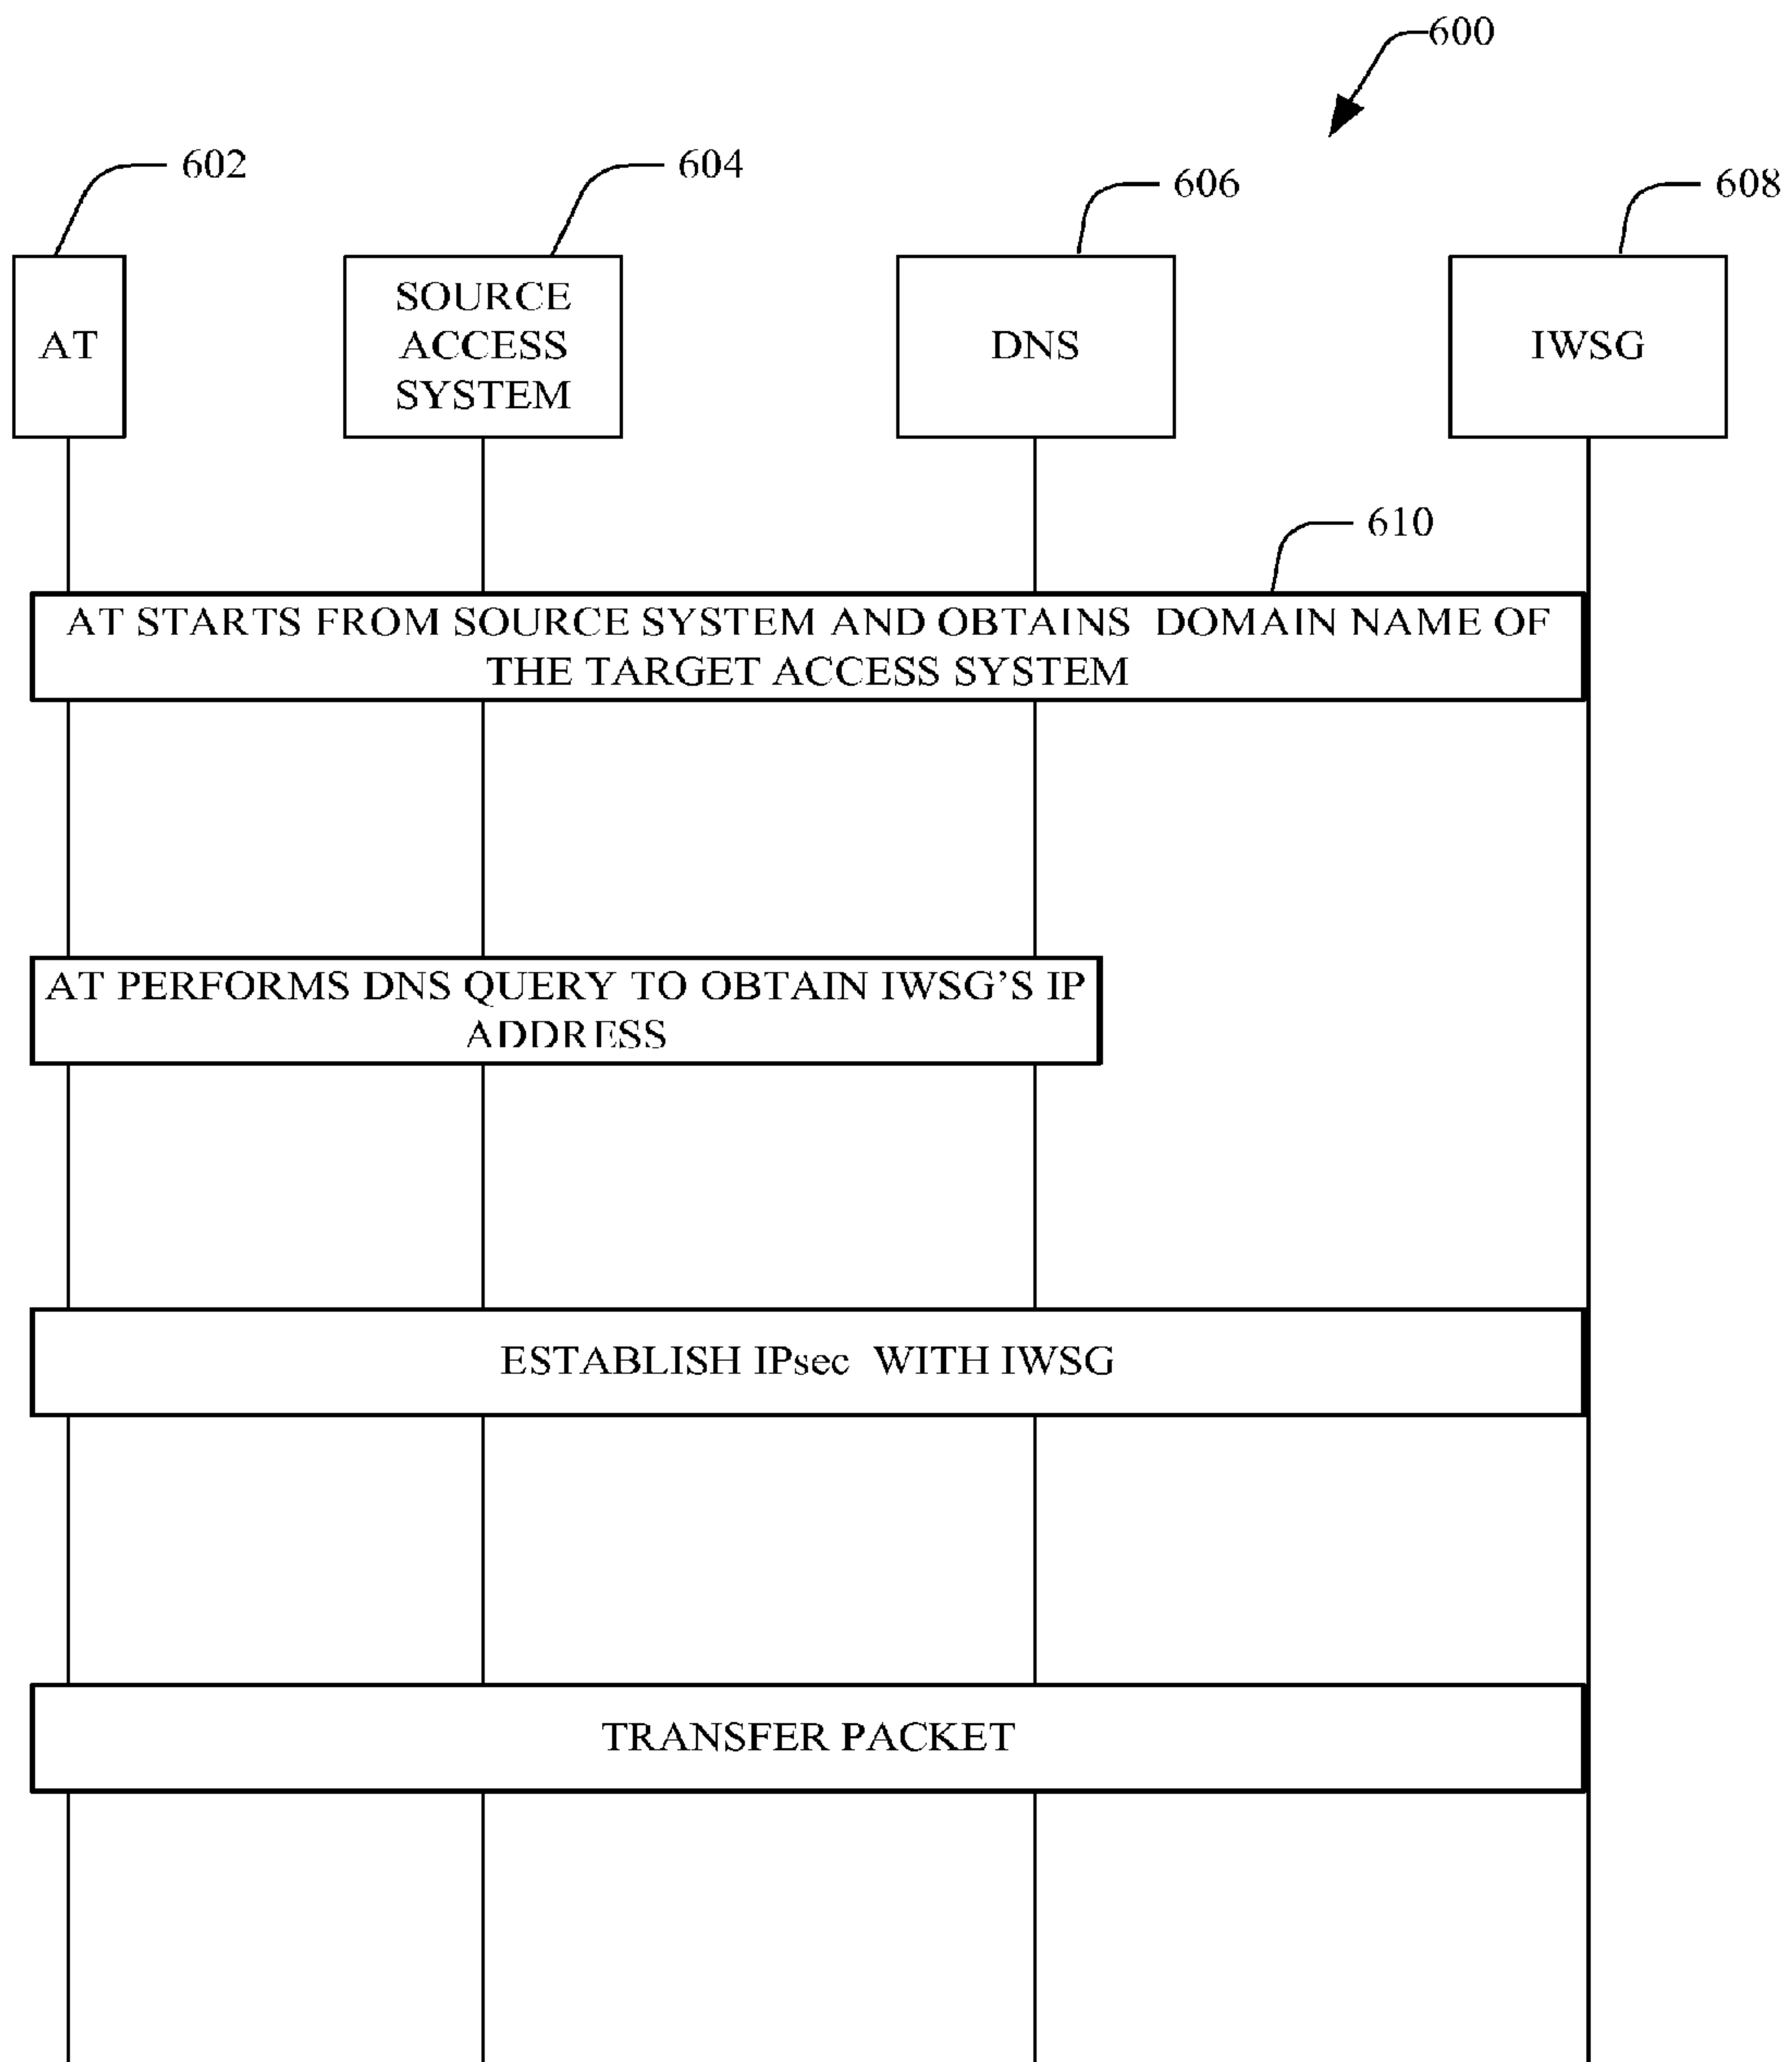 600
602
604
606
608
AT
SOURCE
ACCESS
SYSTEM
DNS
IWSG
610
AT STARTS FROM SOURCE SYSTEM AND OBTAINS DOMAIN NAME OF
THE TARGET ACCESS SYSTEM
AT PERFORMS DNS QUERY TO OBTAIN IWSG'S IP
ADDRESS
ESTABLISH IPsec WITH IWSG
TRANSFER PACKET